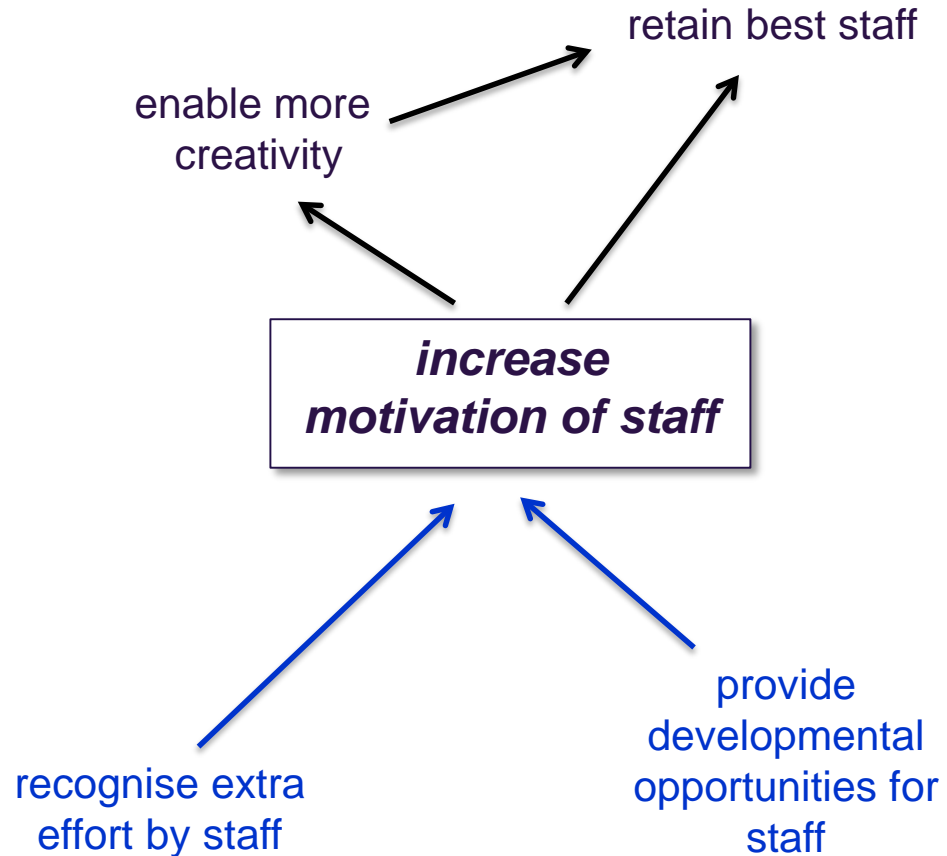 retain best staff
enable more
creativity
increase
motivation of staff
recognise extra
effort by staff
provide
developmental
opportunities for
staff